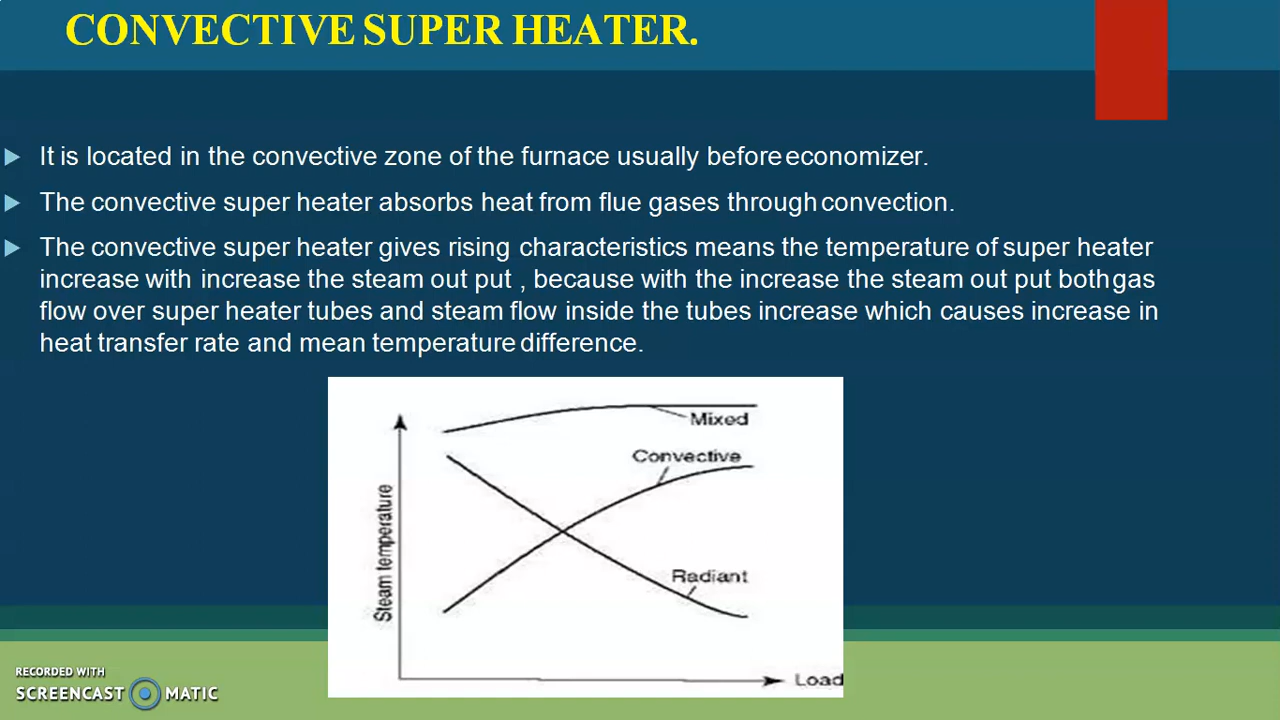 CONVECTIVE SUPER HEATER.
It is located in the convective zone of the furnace usually before economizer.
The convective super heater absorbs heat from flue gases through convection.
The convective super heater gives rising characteristics means the temperature of super heater
increase with increase the steam out put , because with the increase the steam out put both gas
flow over super heater tubes and steam flow inside the tubes increase which causes increase in
heat transfer rate and mean temperature difference.
Mixed
Convective
Steam temperature
Radiant
Load
RECORDED WITH
SCREENCAST MATIC